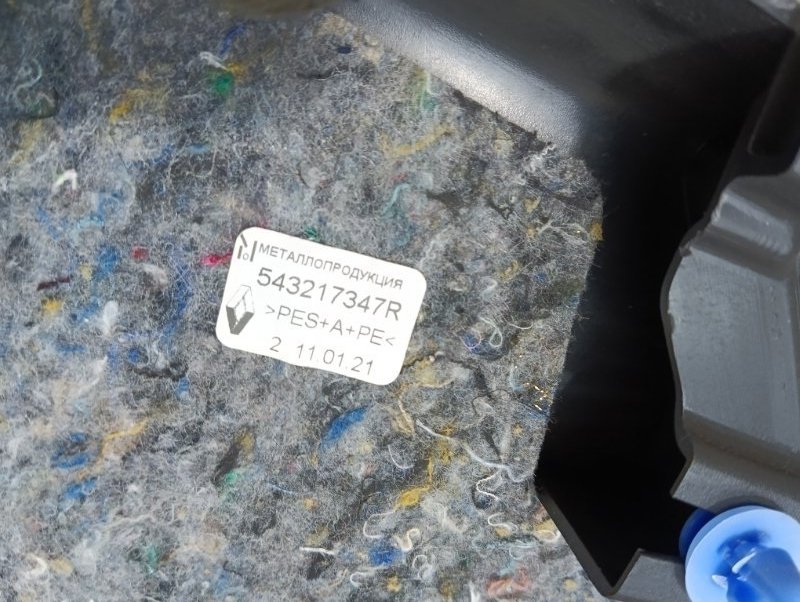 МЕТАЛЛОПРОДУКЦИЯ
543217347R
>PES+A+PE<
2 11.01.21